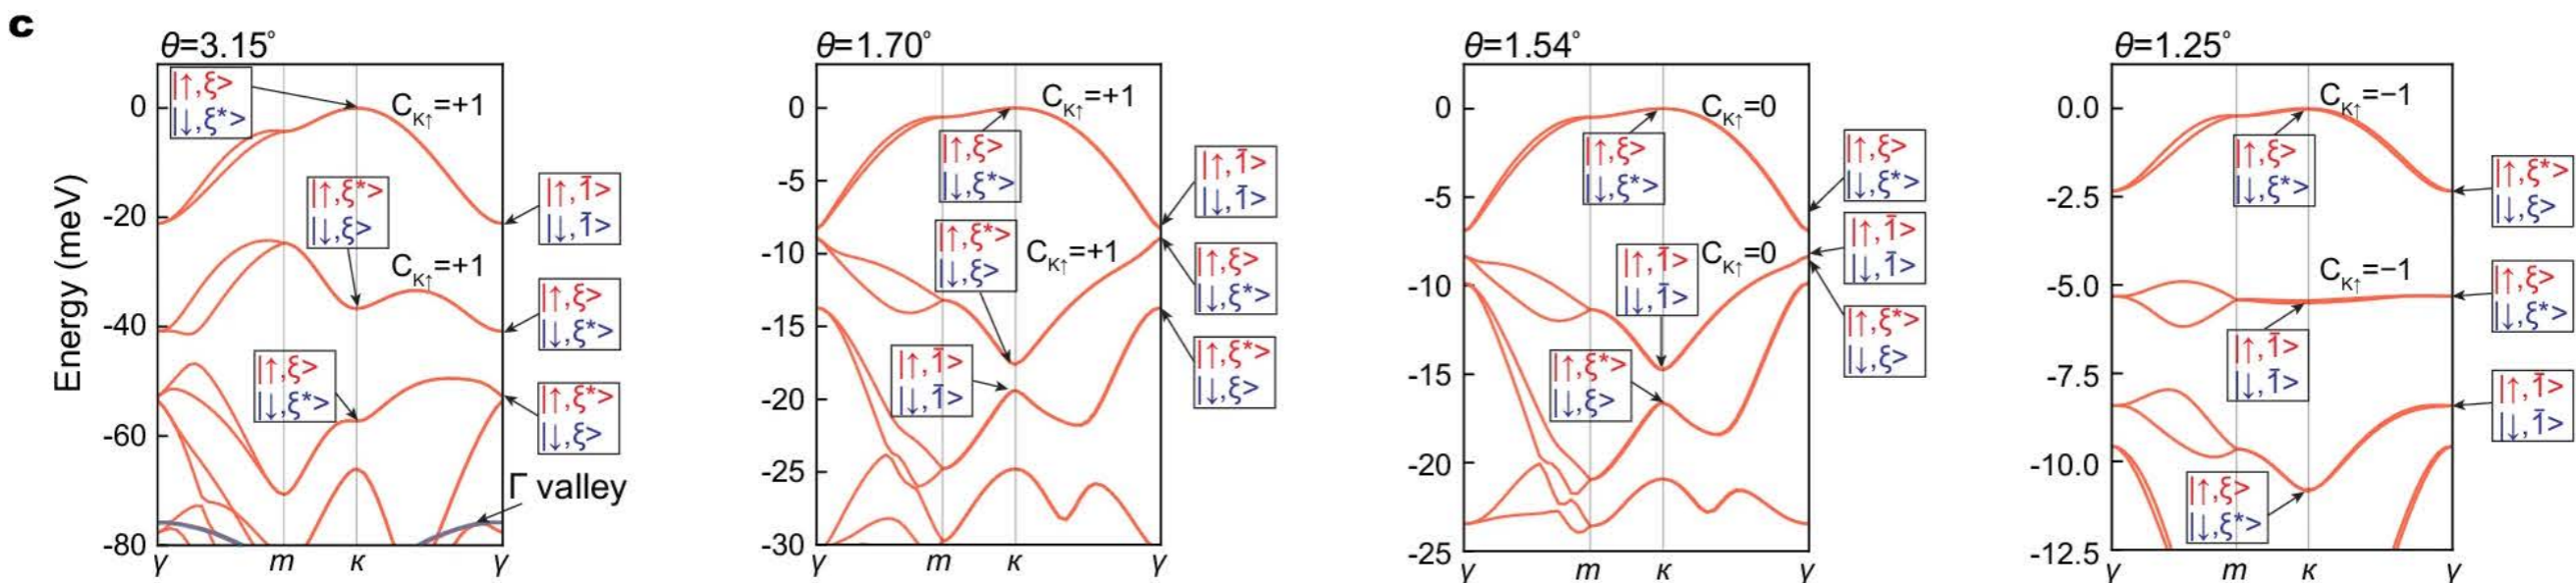 c
θ=3.15°
Energy (meV)
0
-20
-40
-60
-80
γ
m
κ
γ
|↑,ξ>
|↓,ξ*>
C_K↑=+1
|↑,ξ*>
|↓,ξ>
C_K↑=+1
|↑,ξ>
|↓,ξ*>
|↑,1̄>
|↓,1̄>
|↑,ξ>
|↓,ξ*>
|↑,ξ*>
|↓,ξ>
Γ valley
θ=1.70°
0
-5
-10
-15
-20
-25
-30
γ
m
κ
γ
C_K↑=+1
|↑,ξ>
|↓,ξ*>
|↑,ξ*>
|↓,ξ>
C_K↑=+1
|↑,1̄>
|↓,1̄>
|↑,1̄>
|↓,1̄>
|↑,ξ>
|↓,ξ*>
|↑,ξ*>
|↓,ξ>
θ=1.54°
0
-5
-10
-15
-20
-25
γ
m
κ
γ
C_K↑=0
|↑,ξ>
|↓,ξ*>
|↑,1̄>
|↓,1̄>
C_K↑=0
|↑,ξ*>
|↓,ξ>
|↑,ξ>
|↓,ξ*>
|↑,1̄>
|↓,1̄>
|↑,ξ*>
|↓,ξ>
θ=1.25°
0.0
-2.5
-5.0
-7.5
-10.0
-12.5
γ
m
κ
γ
C_K↑=−1
|↑,ξ>
|↓,ξ*>
C_K↑=−1
|↑,1̄>
|↓,1̄>
|↑,ξ>
|↓,ξ*>
|↑,ξ*>
|↓,ξ>
|↑,ξ>
|↓,ξ*>
|↑,1̄>
|↓,1̄>